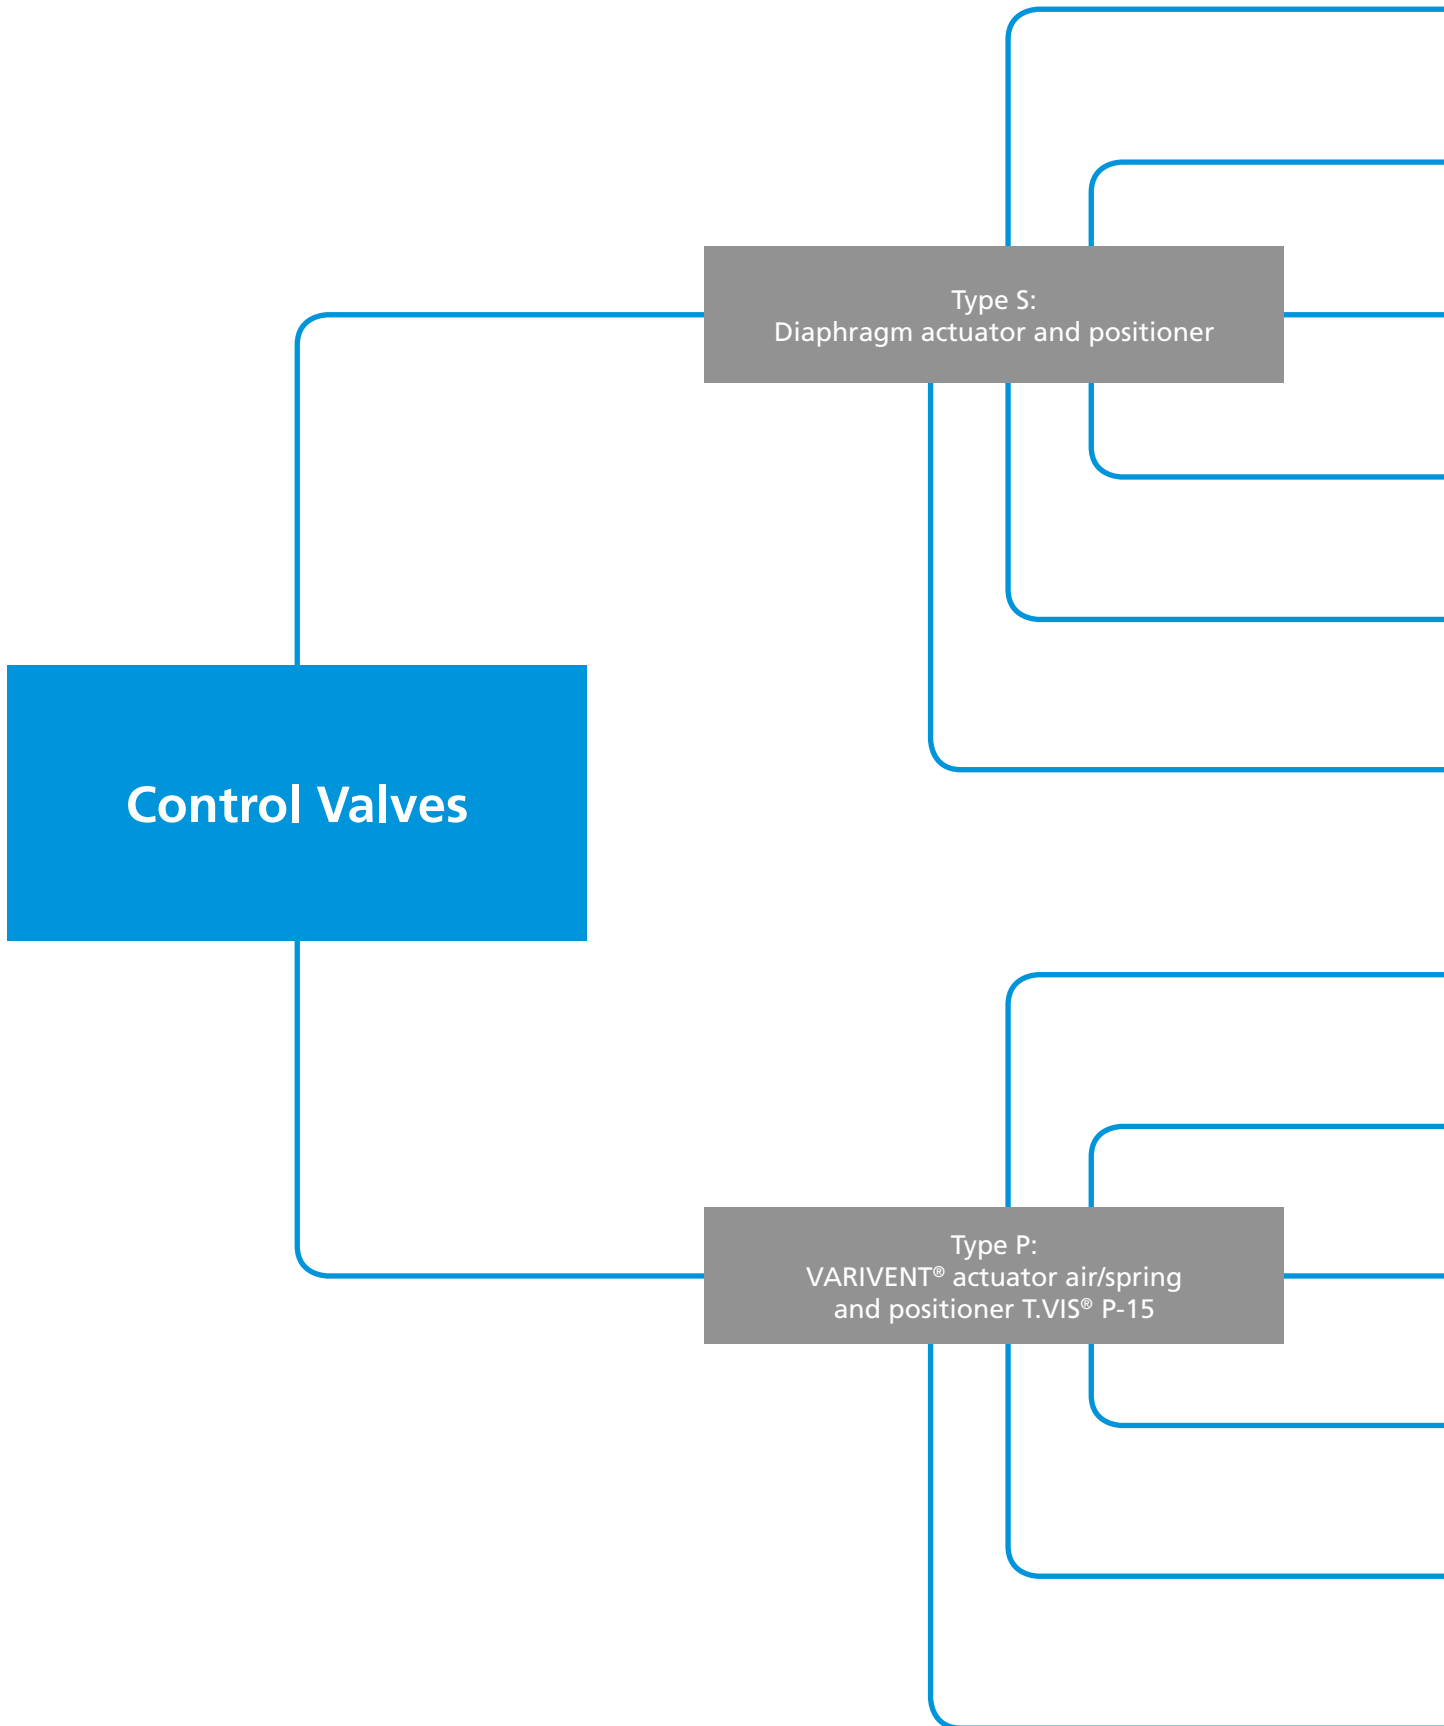 Type S:
Diaphragm actuator and positioner
Control Valves
Type P:
VARIVENT® actuator air/spring
and positioner T.VIS® P-15